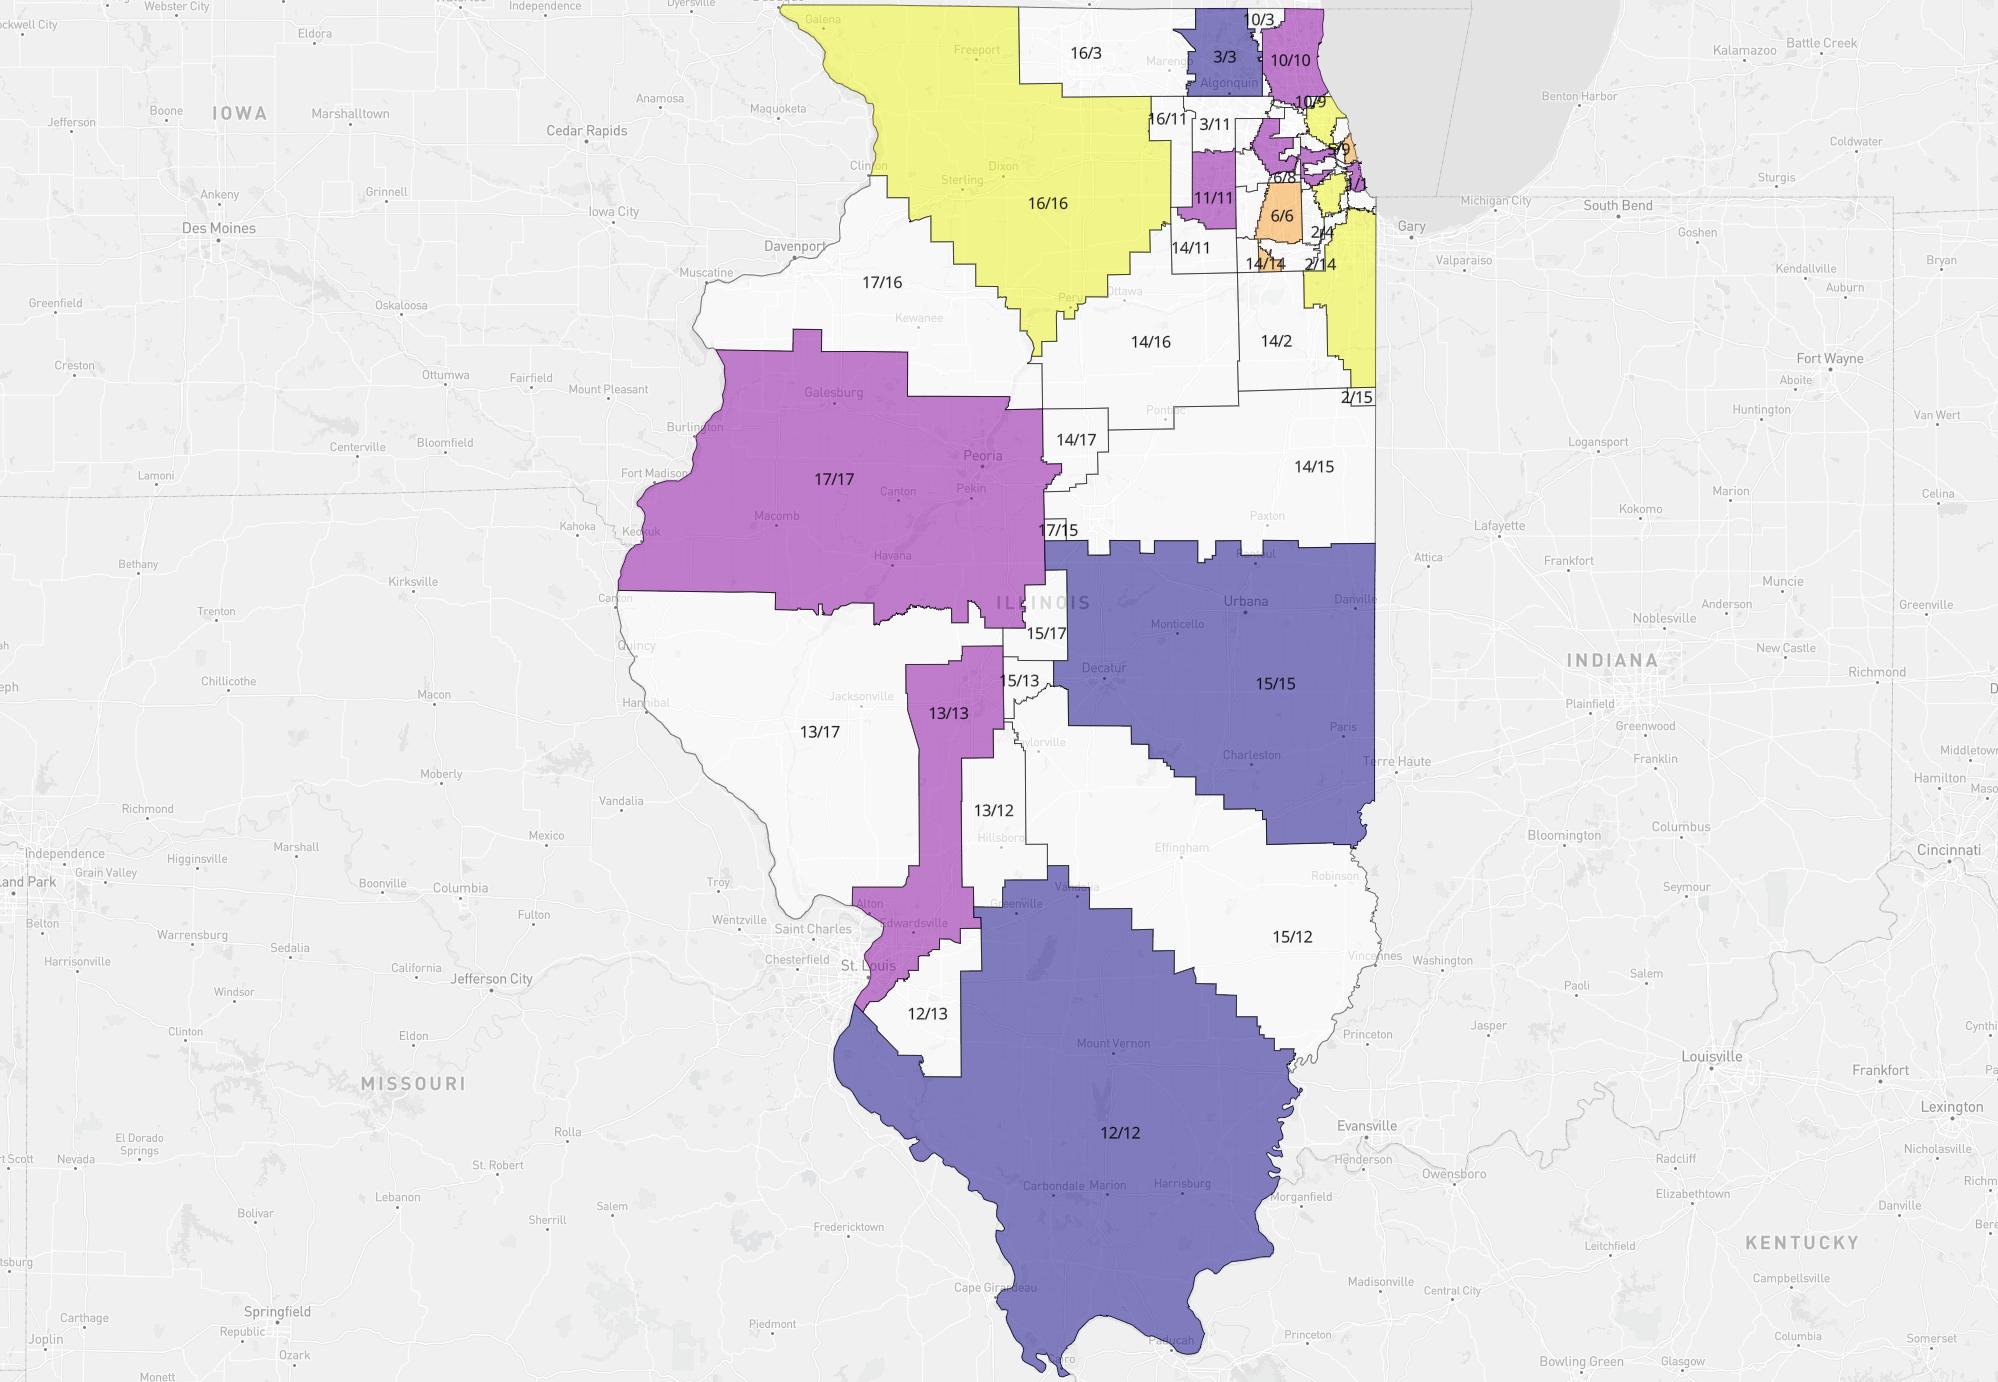 Webster City
Independence
Dyersville
Rockford
Eldora
Galena
Freeport
16/3
10/3
3/3
10/10
Marengo
Algonquin
Kalamazoo
Battle Creek
Boone
IOWA
Anamosa
Maquoketa
Benton Harbor
Jefferson
Ames
Marshalltown
Cedar Rapids
16/11
3/11
10/9
5/9
Coldwater
Clinton
Dixon
Sterling
6/8
Sturgis
Ankeny
Grinnell
Iowa City
16/16
11/11
6/6
1/1
Michigan City
South Bend
Des Moines
Davenport
14/11
2/4
Gary
Goshen
Bryan
Muscatine
14/14
2/14
Valparaiso
Kendallville
Auburn
Greenfield
Oskaloosa
17/16
Kewanee
Peru
Ottawa
14/16
14/2
Fort Wayne
Creston
Ottumwa
Fairfield
Mount Pleasant
Galesburg
Aboite
2/15
Burlington
Pontiac
Huntington
Van Wert
Centerville
Bloomfield
14/17
Logansport
Lamoni
Fort Madison
Peoria
17/17
14/15
Canton
Pekin
Marion
Celina
Kahoka
Keokuk
Macomb
17/15
Paxton
Lafayette
Kokomo
Bethany
Havana
Rantoul
Attica
Frankfort
Kirksville
Muncie
Canton
ILLINOIS
Urbana
Danville
Trenton
Monticello
Anderson
Greenville
Noblesville
Quincy
15/17
New Castle
INDIANA
Richmond
Chillicothe
Macon
Hannibal
Jacksonville
Decatur
15/13
15/15
Plainfield
13/13
Greenwood
13/17
Taylorville
Paris
Charleston
Terre Haute
Franklin
Middletown
Moberly
Hamilton
Richmond
Vandalia
13/12
Hillsboro
Mexico
Bloomington
Columbus
Independence
Higginsville
Marshall
Effingham
Cincinnati
Grain Valley
Boonville
Columbia
Troy
Robinson
Seymour
Vandalia
Belton
Fulton
Wentzville
Alton
Greenville
Warrensburg
Saint Charles
Edwardsville
15/12
Sedalia
Chesterfield
St. Louis
Vincennes
Washington
Harrisonville
California
Jefferson City
Salem
Paoli
Windsor
12/13
Clinton
Eldon
Mount Vernon
Princeton
Jasper
Louisville
MISSOURI
Frankfort
Lexington
12/12
Evansville
El Dorado
Springs
Rolla
Henderson
Nicholasville
Nevada
St. Robert
Radcliff
Owensboro
Lebanon
Carbondale
Marion
Harrisburg
Morganfield
Elizabethtown
Danville
Bolivar
Salem
Sherrill
Fredericktown
Leitchfield
KENTUCKY
Cape Girardeau
Madisonville
Central City
Campbellsville
Springfield
Carthage
Republic
Piedmont
Paducah
Princeton
Columbia
Somerset
Joplin
Ozark
Cairo
Bowling Green
Glasgow
Monett